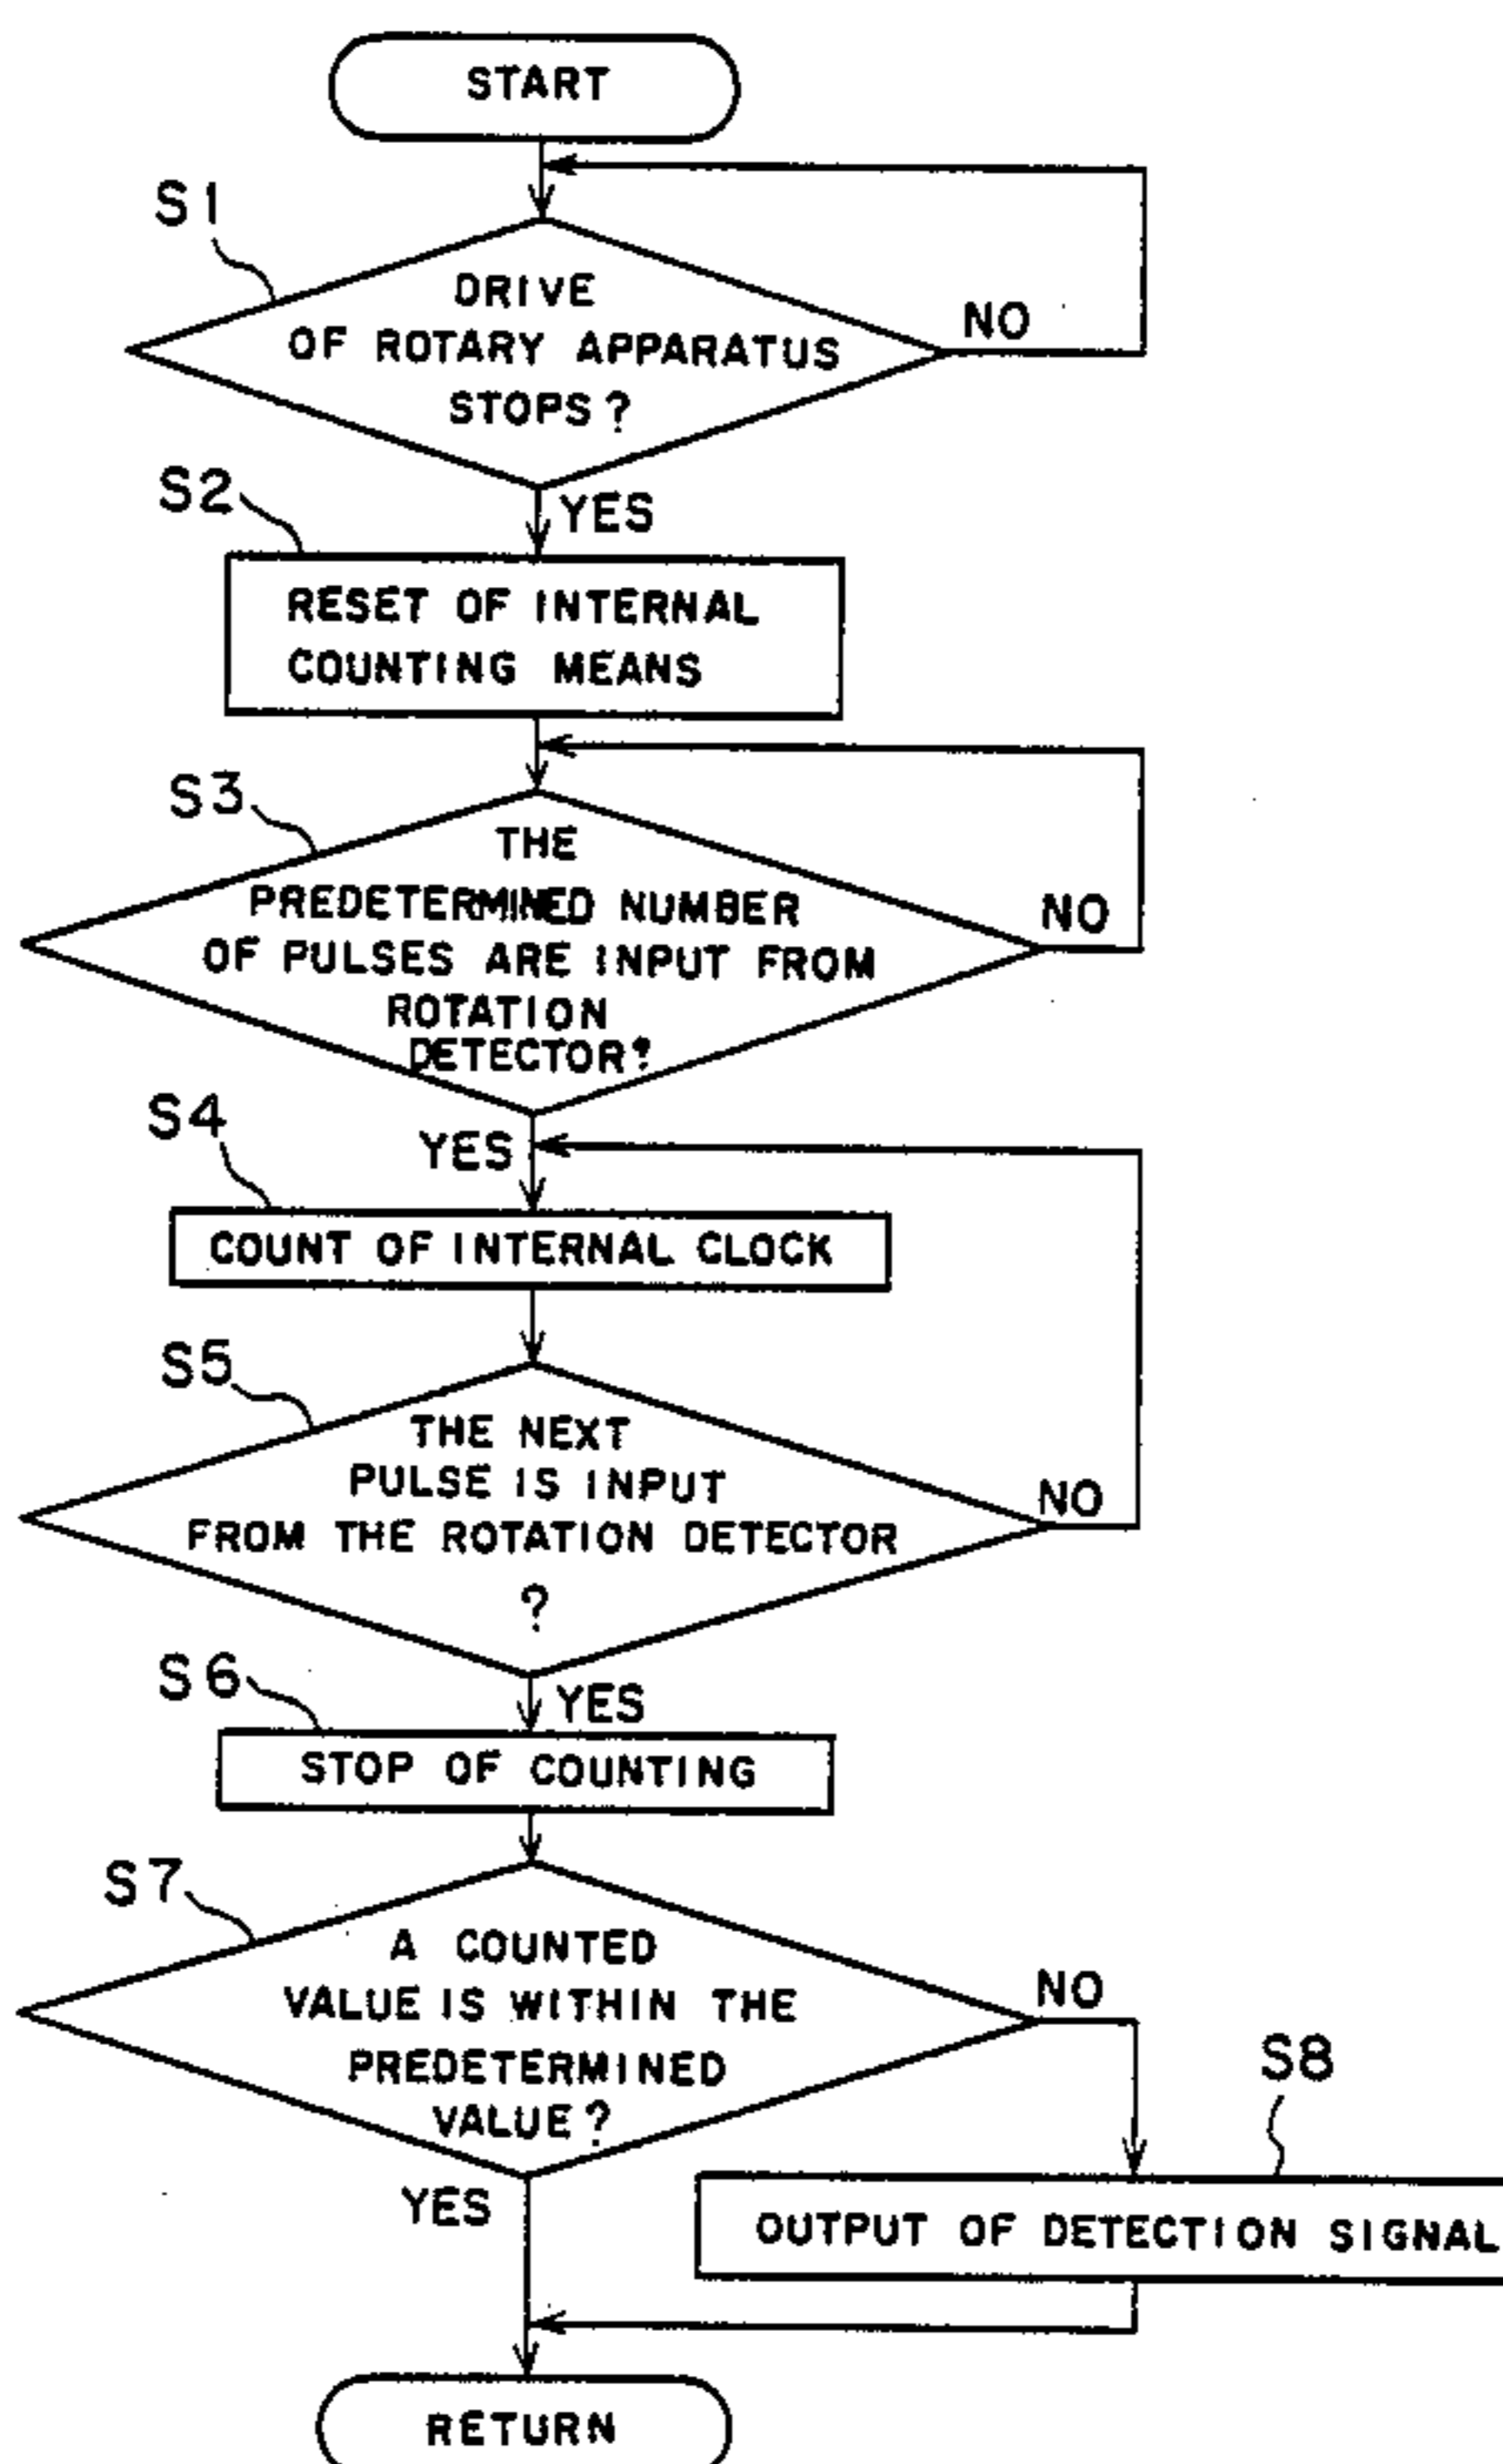 START
S1
DRIVE
OF ROTARY APPARATUS
STOPS?
NO
YES
S2
RESET OF INTERNAL
COUNTING MEANS
S3
THE
PREDETERMINED NUMBER
OF PULSES ARE INPUT FROM
ROTATION
DETECTOR?
NO
YES
S4
COUNT OF INTERNAL CLOCK
S5
THE NEXT
PULSE IS INPUT
FROM THE ROTATION DETECTOR
?
NO
YES
S6
STOP OF COUNTING
S7
A COUNTED
VALUE IS WITHIN THE
PREDETERMINED
VALUE?
NO
YES
S8
OUTPUT OF DETECTION SIGNAL
RETURN